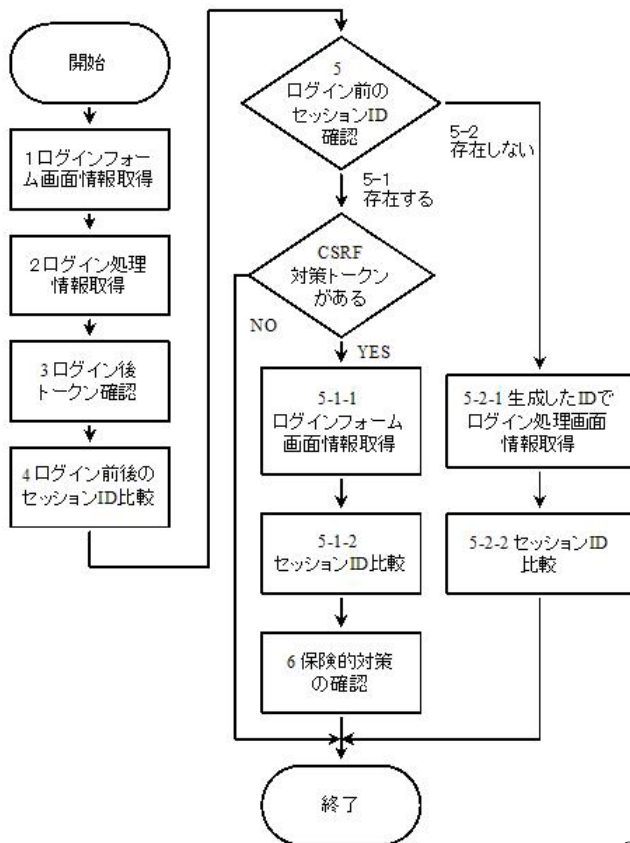 開始
1ログインフォー
ム画面情報取得
2ログイン処理
情報取得
3ログイン後
トークン確認
4ログイン前後の
セッションID比較
5
ログイン前の
セッションID
確認
5-1
存在する
5-2
存在しない
CSRF
対策トークン
がある
NO
YES
5-1-1
ログインフォーム
画面情報取得
5-1-2
セッションID比較
6保険的対策
の確認
5-2-1生成したIDで
ログイン処理画面
情報取得
5-2-2セッションID
比較
終了